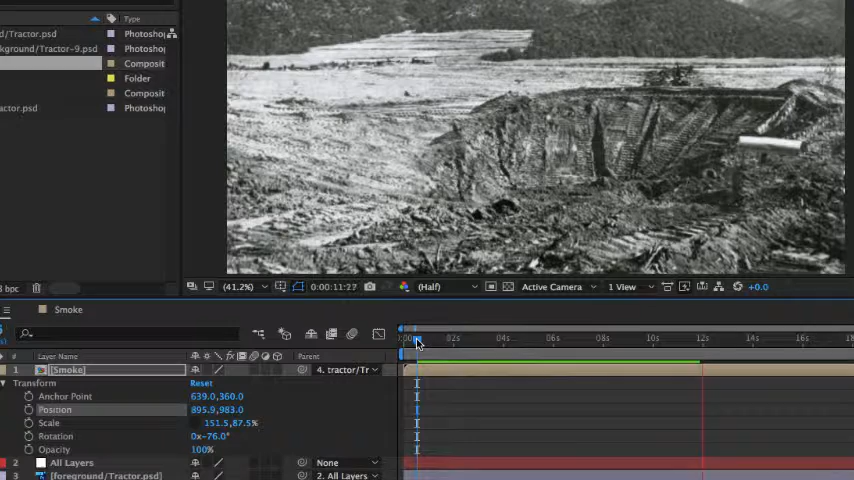 Type
d/Tractor.psd Photosho
kground/Tractor-9.psd Photosho
Composit
Folder
Composit
actor.psd Photosho
8 bpc (41.2%) 0:00:11:27 (Half) Active Camera 1 View +0.0
Smoke
# Layer Name Parent
02s 04s 06s 08s 10s 12s 14s 16s 18
1 [Smoke] 4. tractor/Tr
Transform Reset
Anchor Point 639.0,360.0
Position 895.9,983.0
Scale 151.5,87.5%
Rotation 0x-76.0°
Opacity 100%
2 All Layers None
3 [foreground/Tractor.psd] 2. All Layers